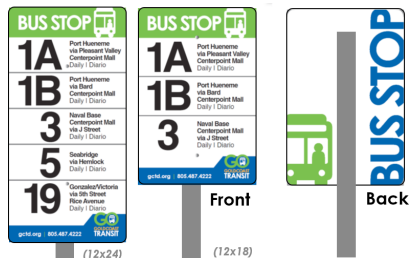 BUS STOP
1A
Port Hueneme
via Pleasant Valley
Centerpoint Mall
Daily | Diario
1B
Port Hueneme
via Bard
Centerpoint Mall
Daily | Diario
3
Naval Base
Centerpoint Mall
via J Street
Daily | Diario
5
Seabridge
via Hemlock
Daily | Diario
19
Gonzalez/Victoria
via 5th Street
Rice Avenue
Daily | Diario
gctd.org | 805.487.4222
GO
GOLD COAST
TRANSIT
(12x24)
BUS STOP
1A
Port Hueneme
via Pleasant Valley
Centerpoint Mall
Daily | Diario
1B
Port Hueneme
via Bard
Centerpoint Mall
Daily | Diario
3
Naval Base
Centerpoint Mall
via J Street
Daily | Diario
gctd.org | 805.487.4222
GO
GOLD COAST
TRANSIT
Front
(12x18)
BUS STOP
Back